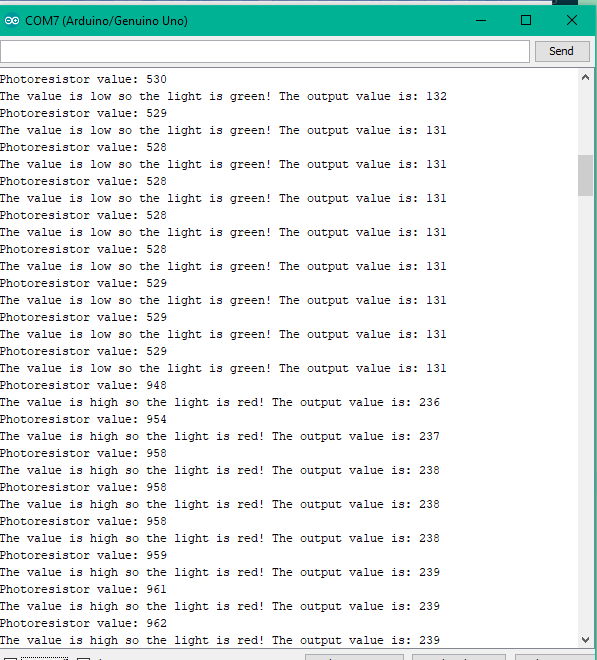 COM7 (Arduino/Genuino Uno)
Send
Photoresistor value: 530
The value is low so the light is green! The output value is: 132
Photoresistor value: 529
The value is low so the light is green! The output value is: 131
Photoresistor value: 528
The value is low so the light is green! The output value is: 131
Photoresistor value: 528
The value is low so the light is green! The output value is: 131
Photoresistor value: 528
The value is low so the light is green! The output value is: 131
Photoresistor value: 528
The value is low so the light is green! The output value is: 131
Photoresistor value: 529
The value is low so the light is green! The output value is: 131
Photoresistor value: 529
The value is low so the light is green! The output value is: 131
Photoresistor value: 529
The value is low so the light is green! The output value is: 131
Photoresistor value: 948
The value is high so the light is red! The output value is: 236
Photoresistor value: 954
The value is high so the light is red! The output value is: 237
Photoresistor value: 958
The value is high so the light is red! The output value is: 238
Photoresistor value: 958
The value is high so the light is red! The output value is: 238
Photoresistor value: 958
The value is high so the light is red! The output value is: 238
Photoresistor value: 959
The value is high so the light is red! The output value is: 239
Photoresistor value: 961
The value is high so the light is red! The output value is: 239
Photoresistor value: 962
The value is high so the light is red! The output value is: 239